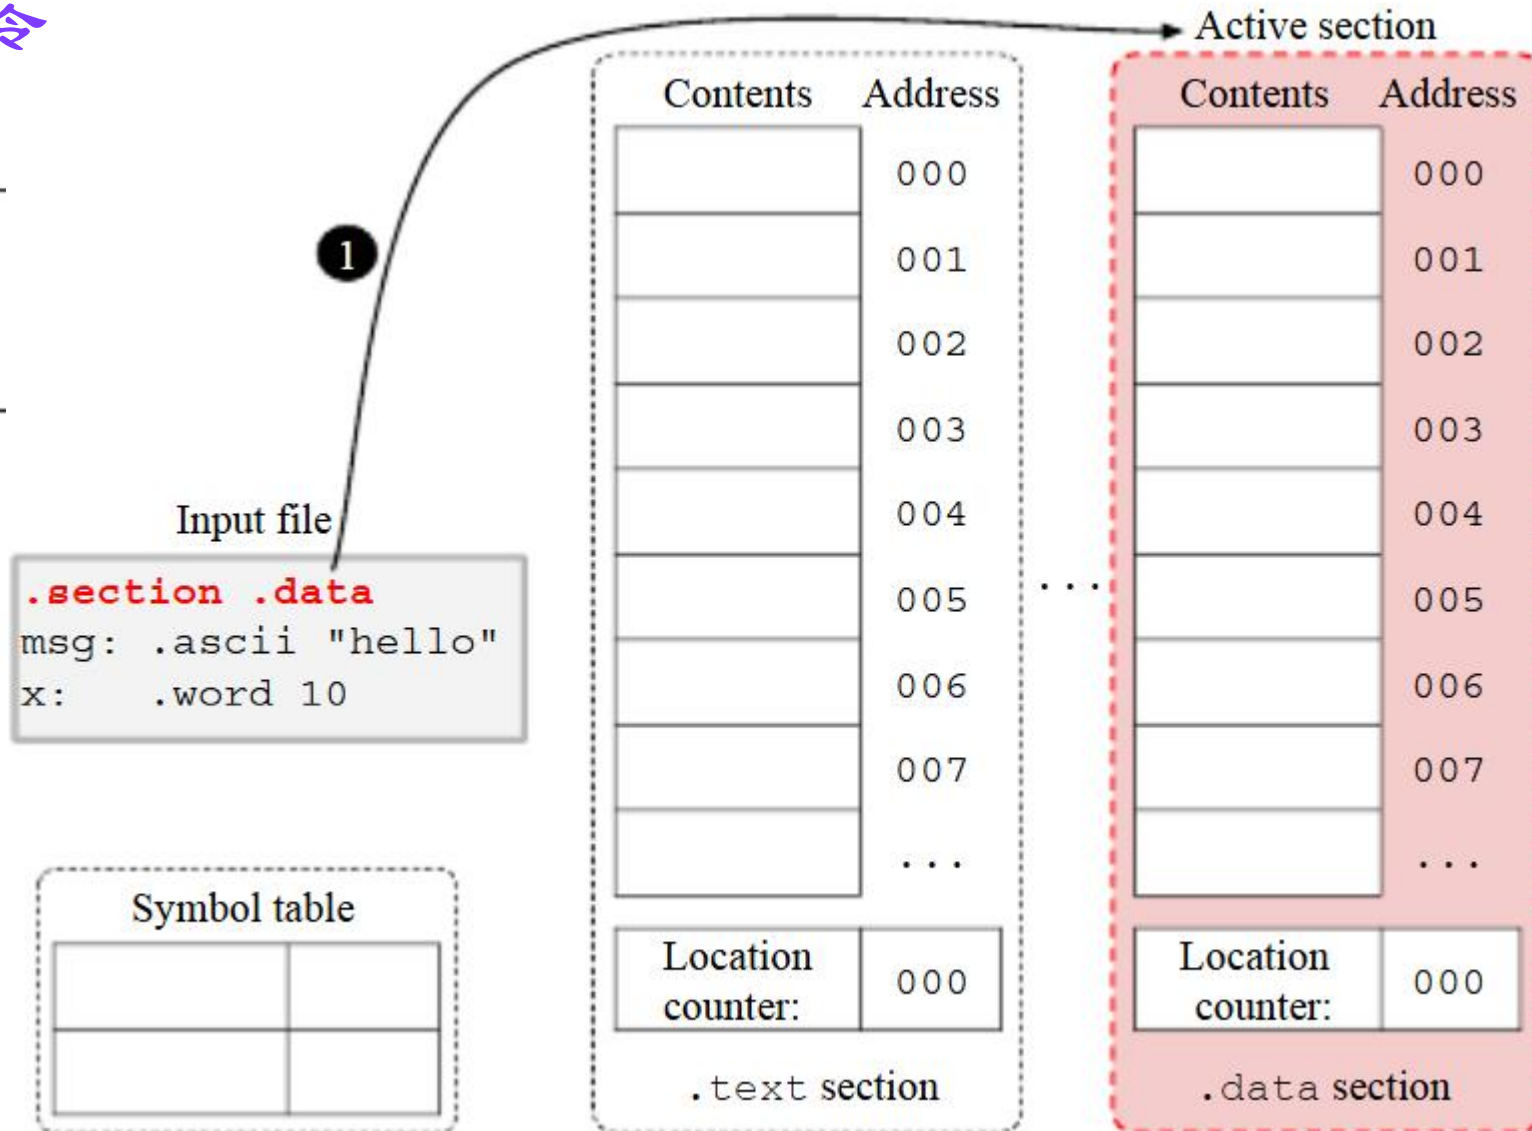 令
Active section
1
Input file
.section .data
msg: .ascii "hello"
x: .word 10
Symbol table
Contents Address
000
001
002
003
004
005
006
007
...
Location counter: 000
.text section
...
Contents Address
000
001
002
003
004
005
006
007
...
Location counter: 000
.data section